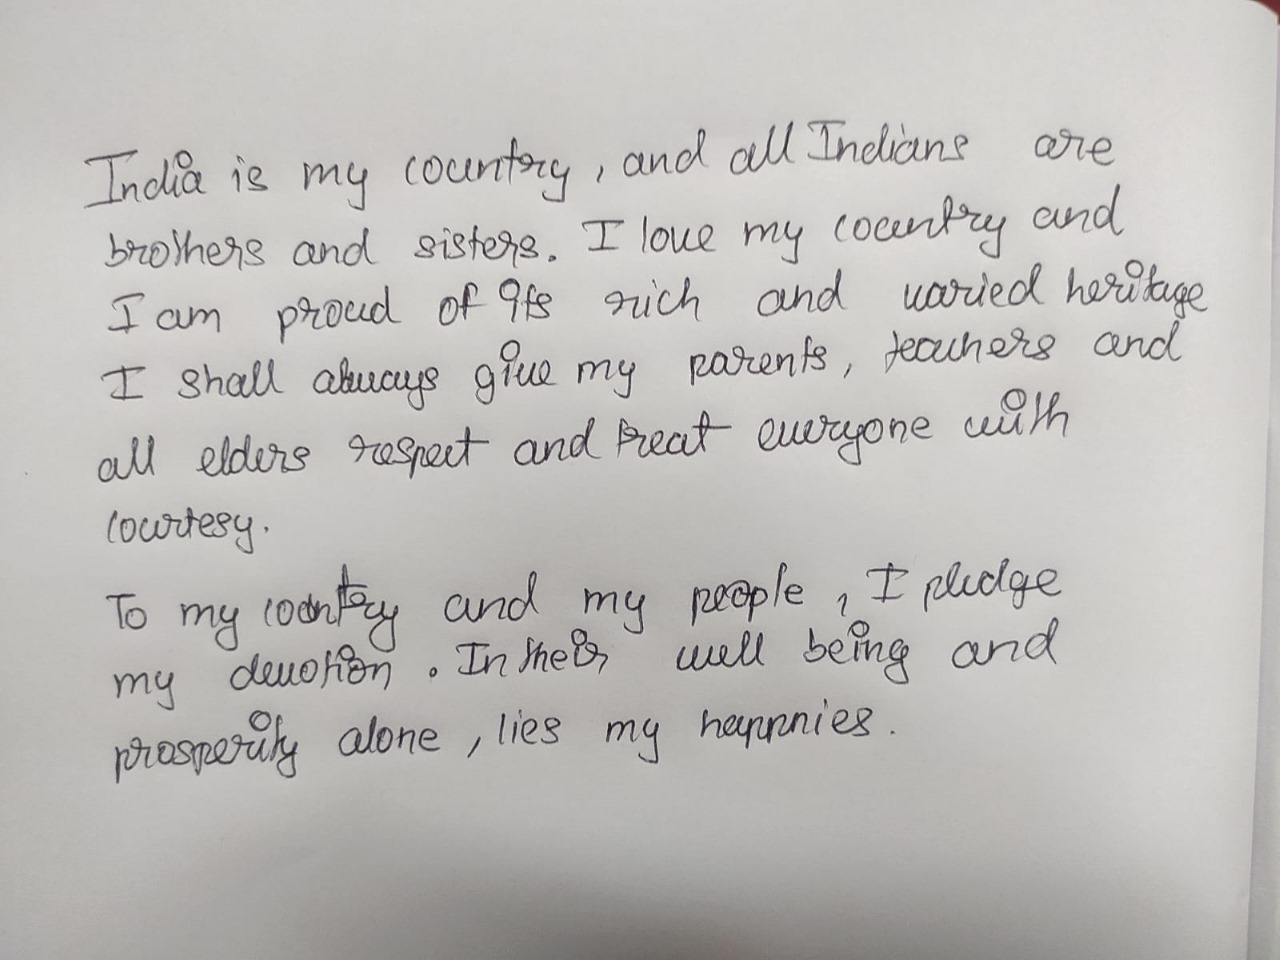 India is my country, and all Indians are
brothers and sisters. I love my country and
I am proud of its rich and varied heritage
I shall always give my parents, teachers and
all elders respect and treat everyone with
courtesy.
To my country and my people, I pledge
my devotion. In their well being and
prosperity alone, lies my happnies.